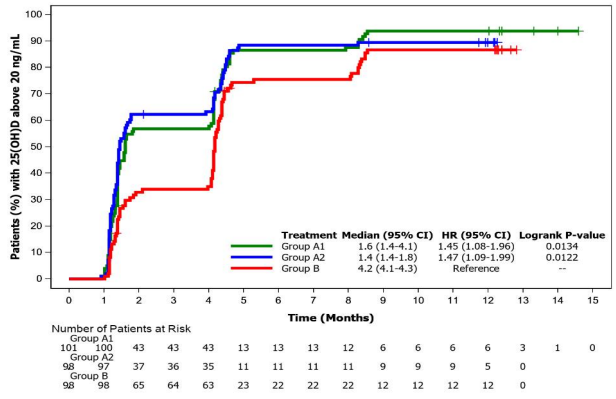 Patients (%) with 25(OH)D above 20 ng/mL
100
90
80
70
60
50
40
30
20
10
0
Treatment Median (95% CI) HR (95% CI) Logrank P-value
Group A1 1.6 (1.4-4.1) 1.45 (1.08-1.96) 0.0134
Group A2 1.4 (1.4-1.8) 1.47 (1.09-1.99) 0.0122
Group B 4.2 (4.1-4.3) Reference --
0 1 2 3 4 5 6 7 8 9 10 11 12 13 14 15
Time (Months)
Number of Patients at Risk
Group A1
101 100 43 43 43 13 13 13 12 6 6 6 6 3 1 0
Group A2
98 97 37 36 35 11 11 11 11 9 9 9 5 0
Group B
98 98 65 64 63 23 22 22 22 12 12 12 12 0